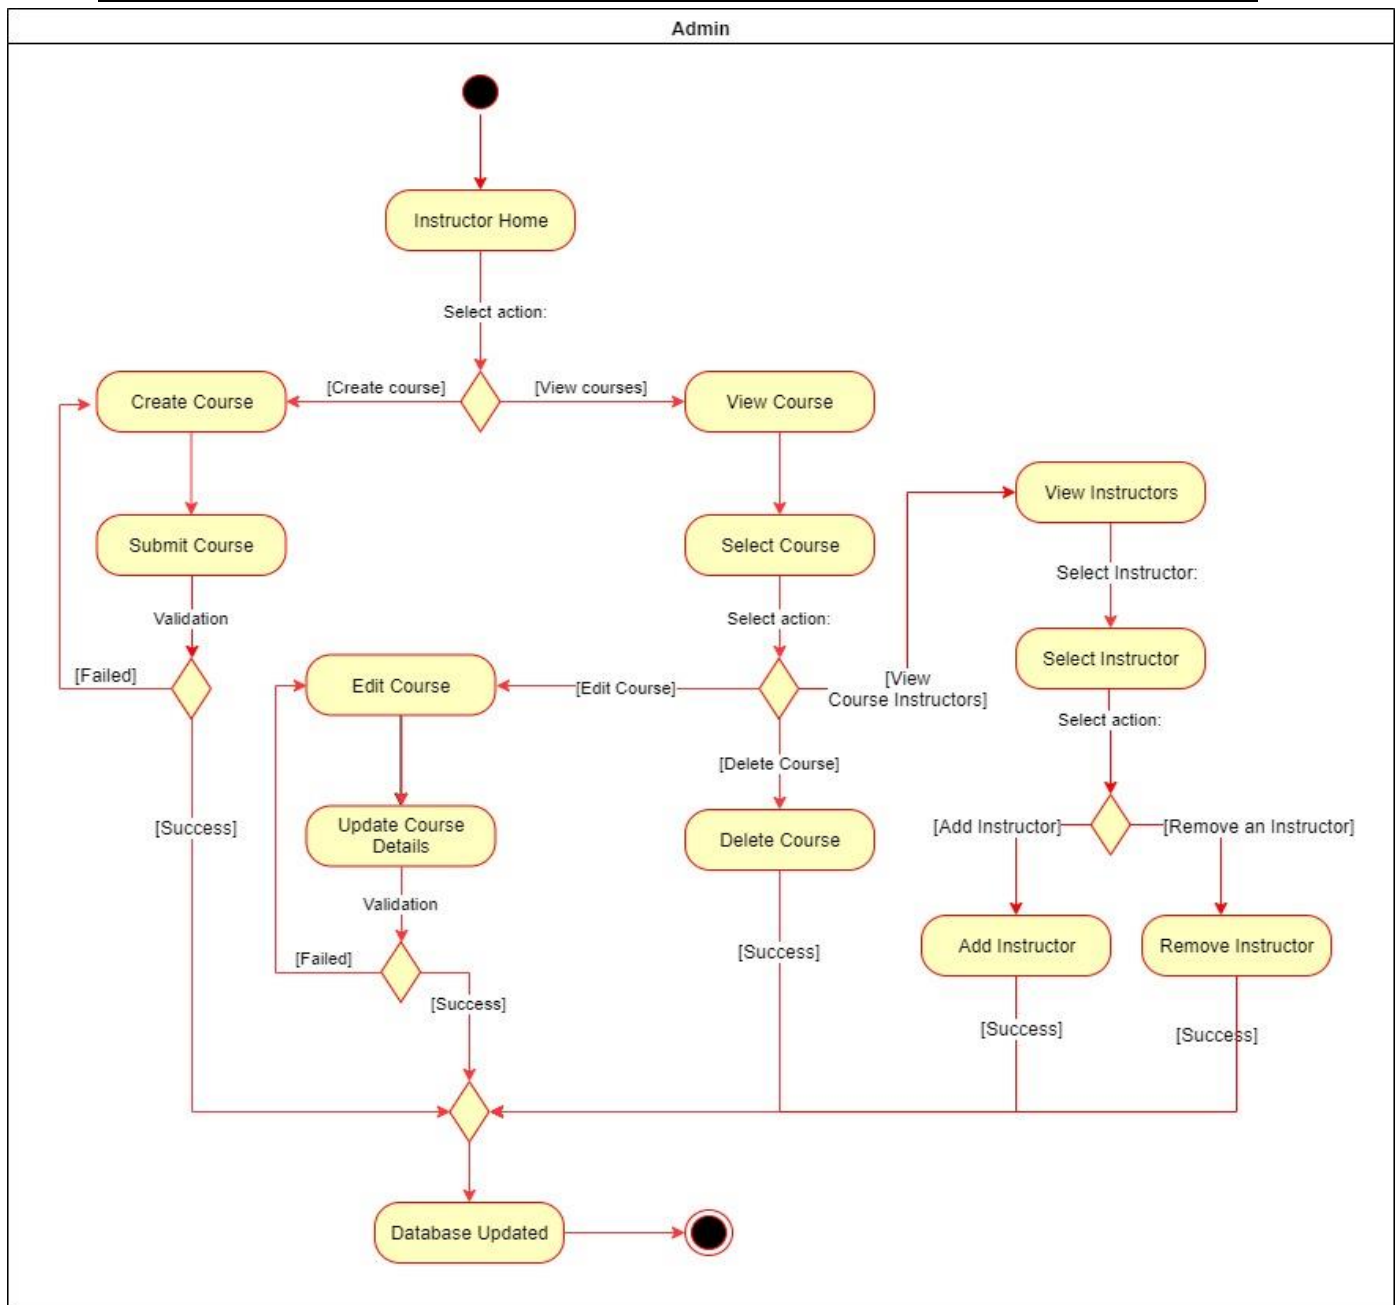 Admin
Instructor Home
Select action:
[Create course]
[View courses]
Create Course
View Course
View Instructors
Submit Course
Select Course
Select Instructor:
Validation
Select action:
Select Instructor
[Failed]
Edit Course
[Edit Course]
[View
Course Instructors]
Select action:
[Delete Course]
[Success]
Update Course
Details
Delete Course
[Add Instructor]
[Remove an Instructor]
Validation
[Failed]
[Success]
[Success]
Add Instructor
Remove Instructor
[Success]
[Success]
Database Updated